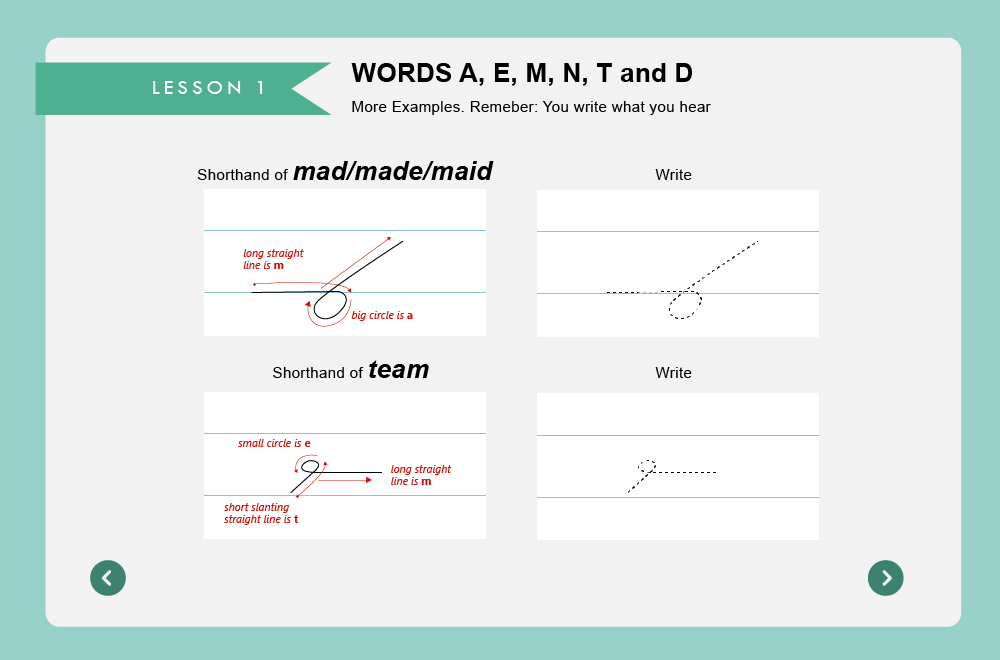 LESSON 1
WORDS A, E, M, N, T and D
More Examples. Remeber: You write what you hear
Shorthand of mad/made/maid
Write
long straight
line is m
big circle is a
Shorthand of team
Write
small circle is e
long straight
line is m
short slanting
straight line is t